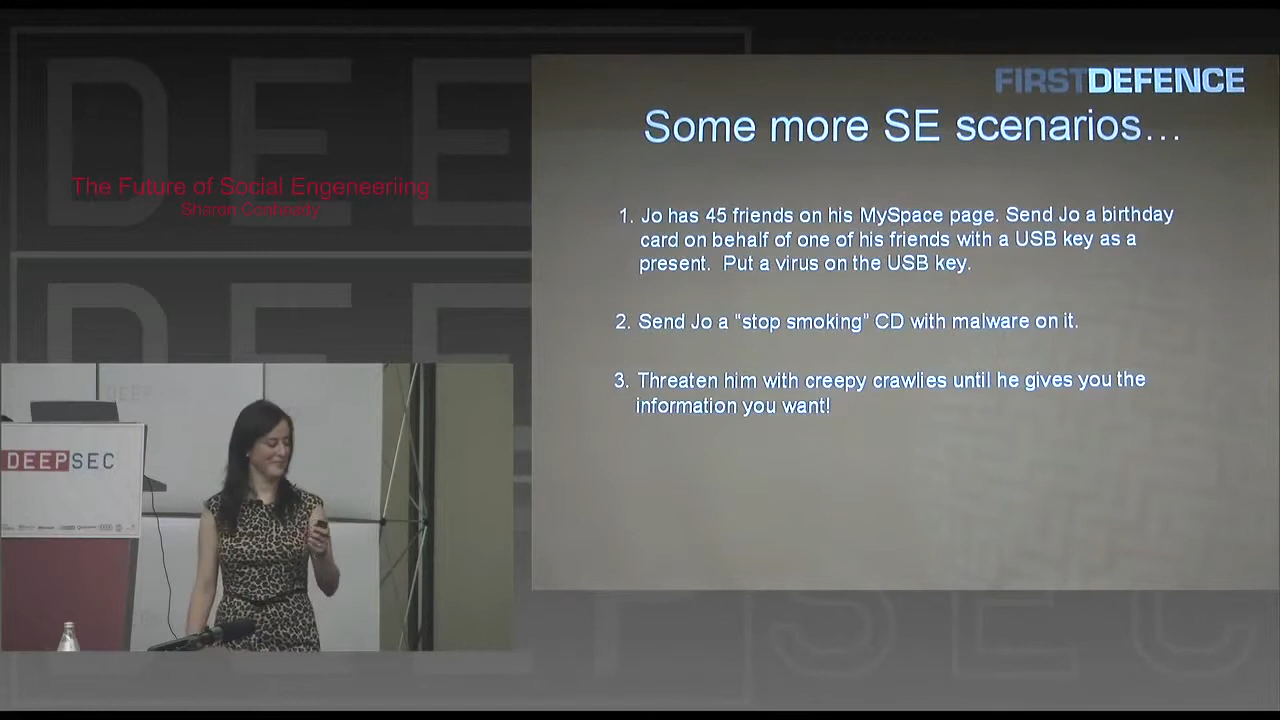 FIRSTDEFENCE
Some more SE scenarios...
The Future of Social Engeneeriing
Sharon Conheady
1. Jo has 45 friends on his MySpace page. Send Jo a birthday
card on behalf of one of his friends with a USB key as a
present. Put a virus on the USB key.
2. Send Jo a “stop smoking” CD with malware on it.
3. Threaten him with creepy crawlies until he gives you the
information you want!
DEEPSEC
DEEPSEC